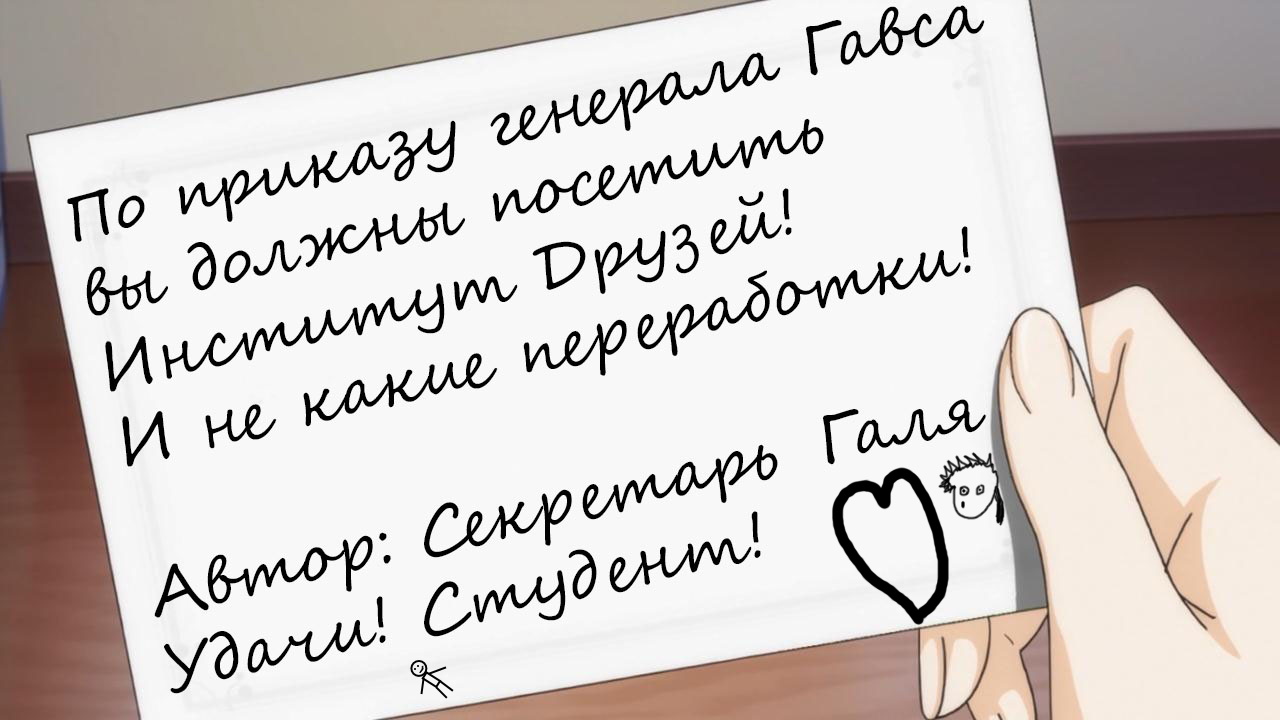 По приказу генерала Гавса
вы должны посетить
Институт Друзей!
И не какие переработки!
Автор: Секретарь Галя
Удачи! Студент!